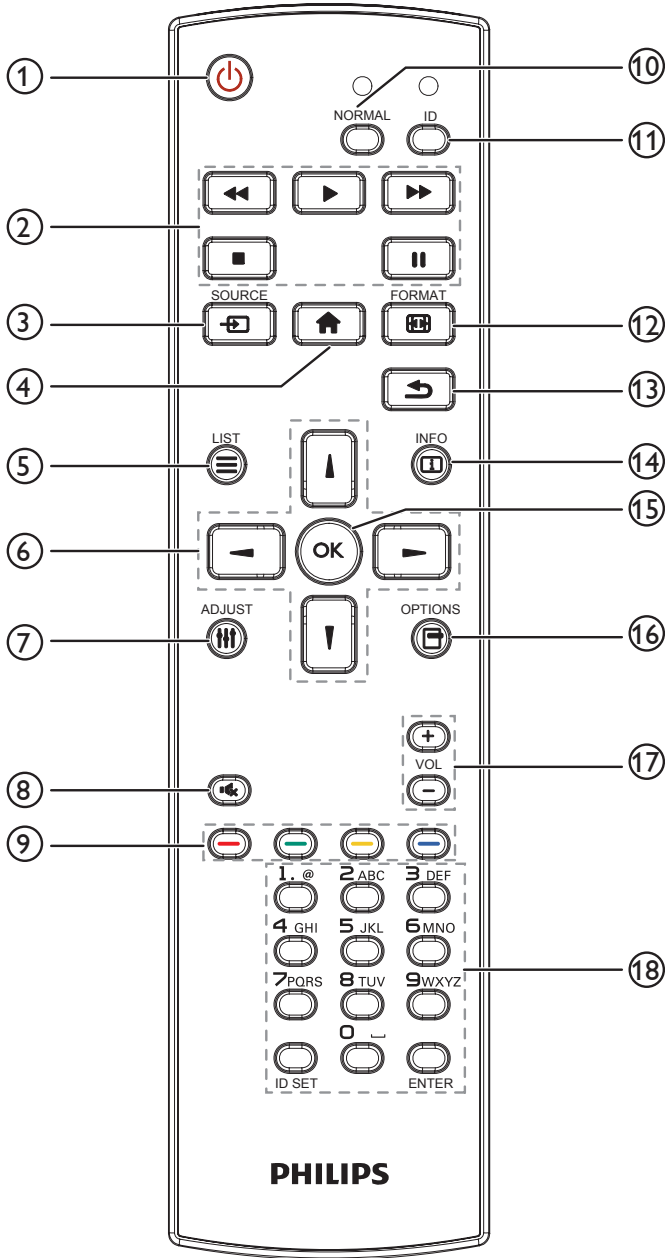 1
10
NORMAL
ID
11
2
SOURCE
FORMAT
3
12
4
13
LIST
INFO
5
14
15
6
OK
ADJUST
OPTIONS
7
16
+
VOL
17
−
8
9
1. @ 2 ABC 3 DEF
4 GHI 5 JKL 6 MNO
18
7 PQRS 8 TUV 9 WXYZ
0 ⎵
ID SET
ENTER
PHILIPS